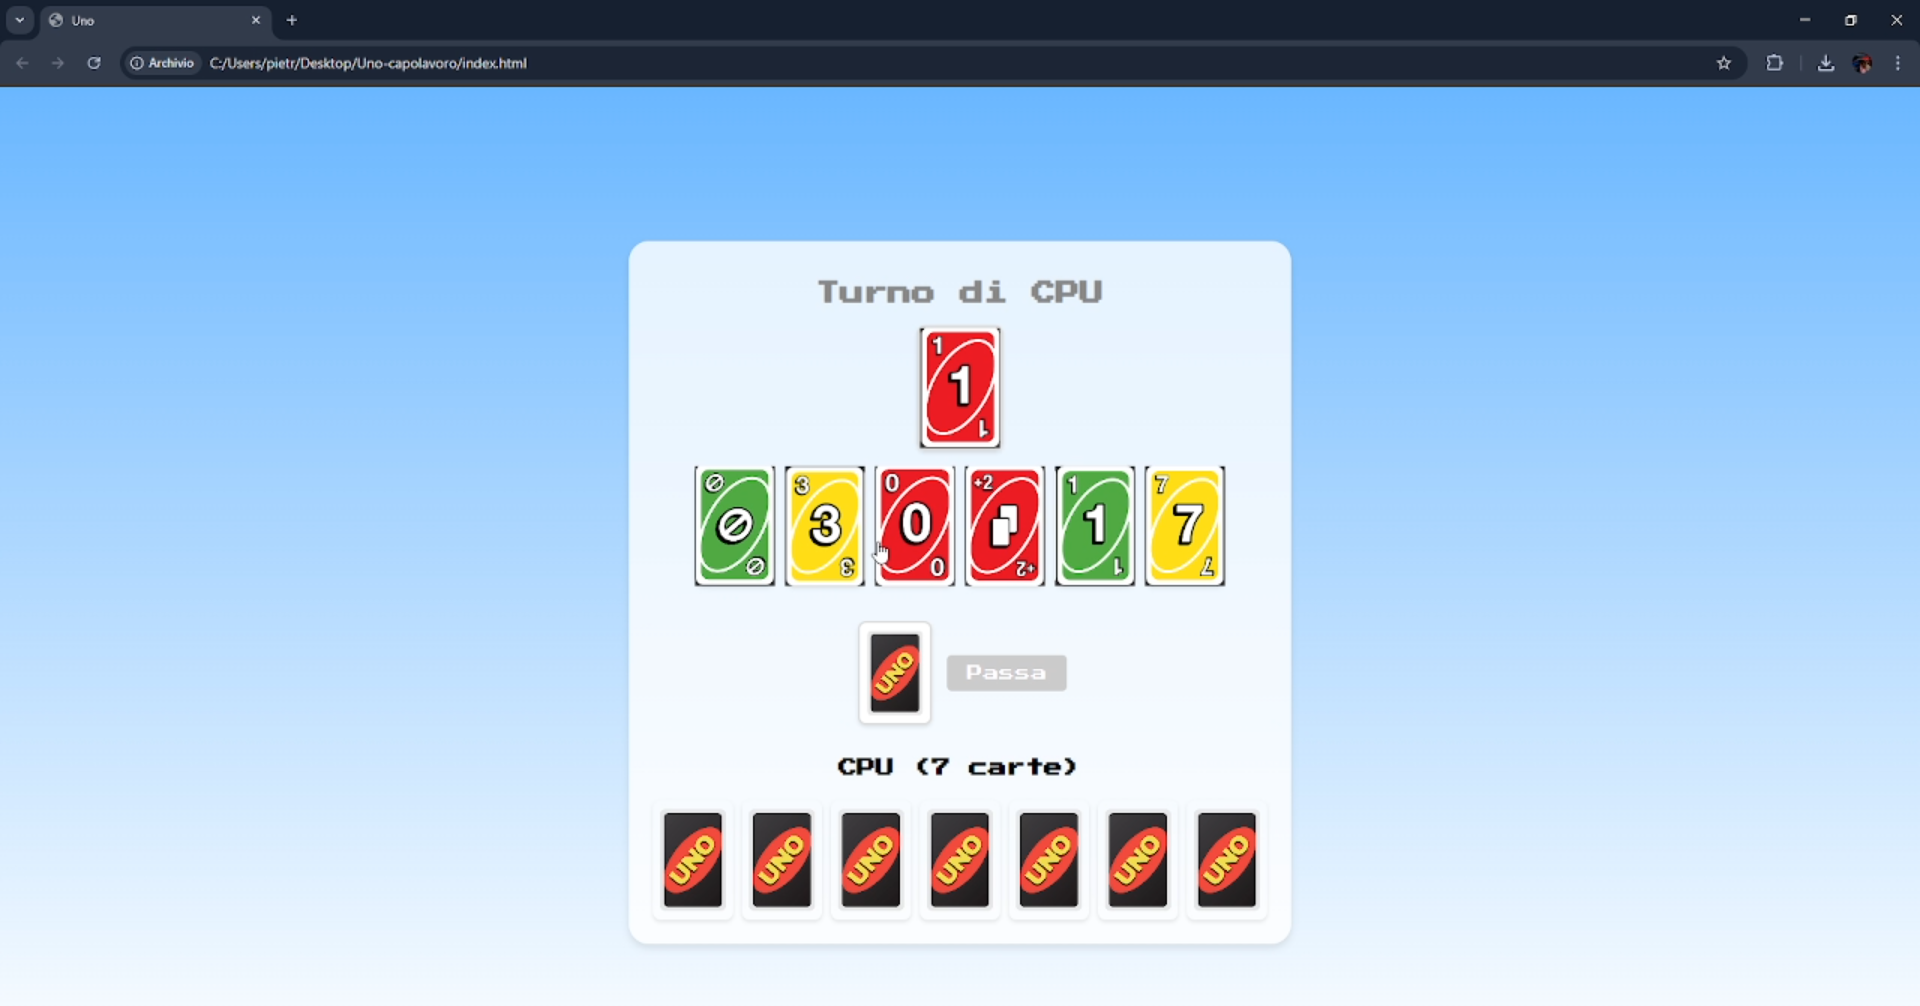 Uno
Archivio C:/Users/pietr/Desktop/Uno-capolavoro/index.html
Turno di CPU
1
1
1
3 0 +2 1 7
3 0 1 7
3 0 +2 1 7
UNO Passa
CPU (7 carte)
UNO UNO UNO UNO UNO UNO UNO